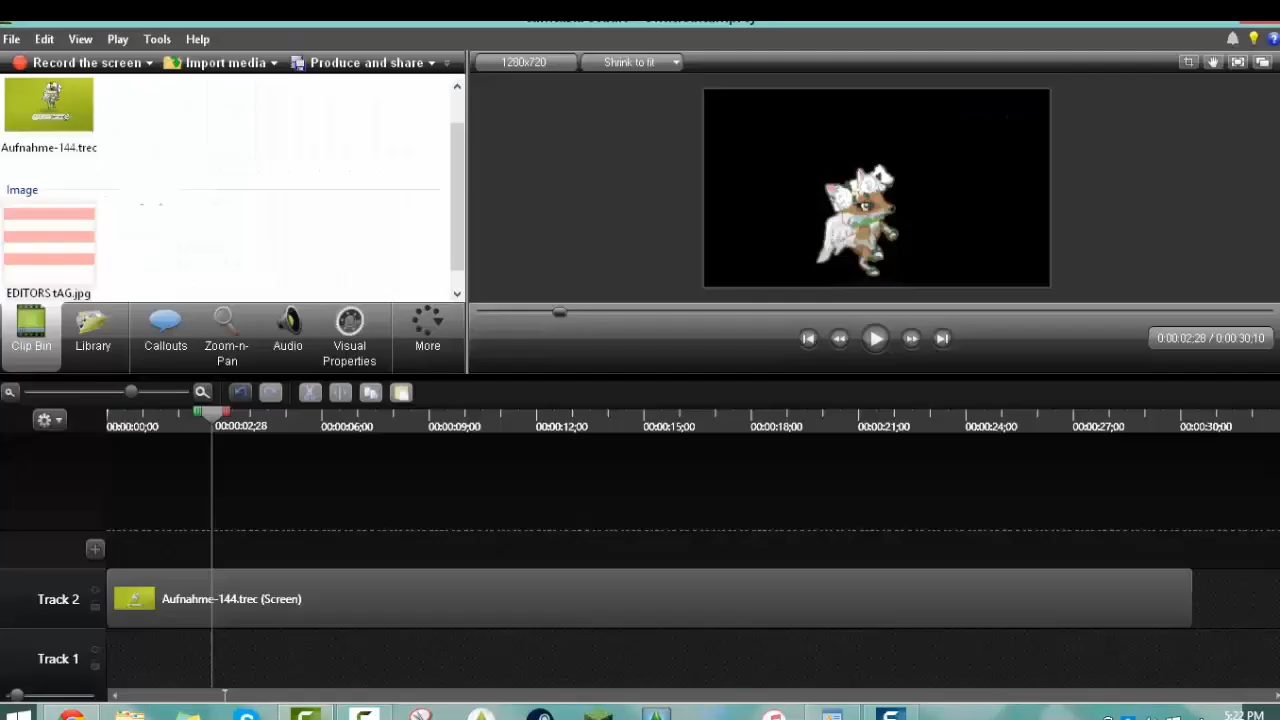 File Edit View Play Tools Help
Record the screen Import media Produce and share
1280x720 Shrink to fit
Aufnahme-144.trec
Image
EDITORS tAG.jpg
Clip Bin Library Callouts Zoom-n-Pan Audio Visual Properties More
0:00:02;28 / 0:00:30;10
00:00:00;00 00:00:02;28 00:00:06;00 00:00:09;00 00:00:12;00 00:00:15;00 00:00:18;00 00:00:21;00 00:00:24;00 00:00:27;00 00:00:30;00
Track 2 Aufnahme-144.trec (Screen)
Track 1
5:22 PM